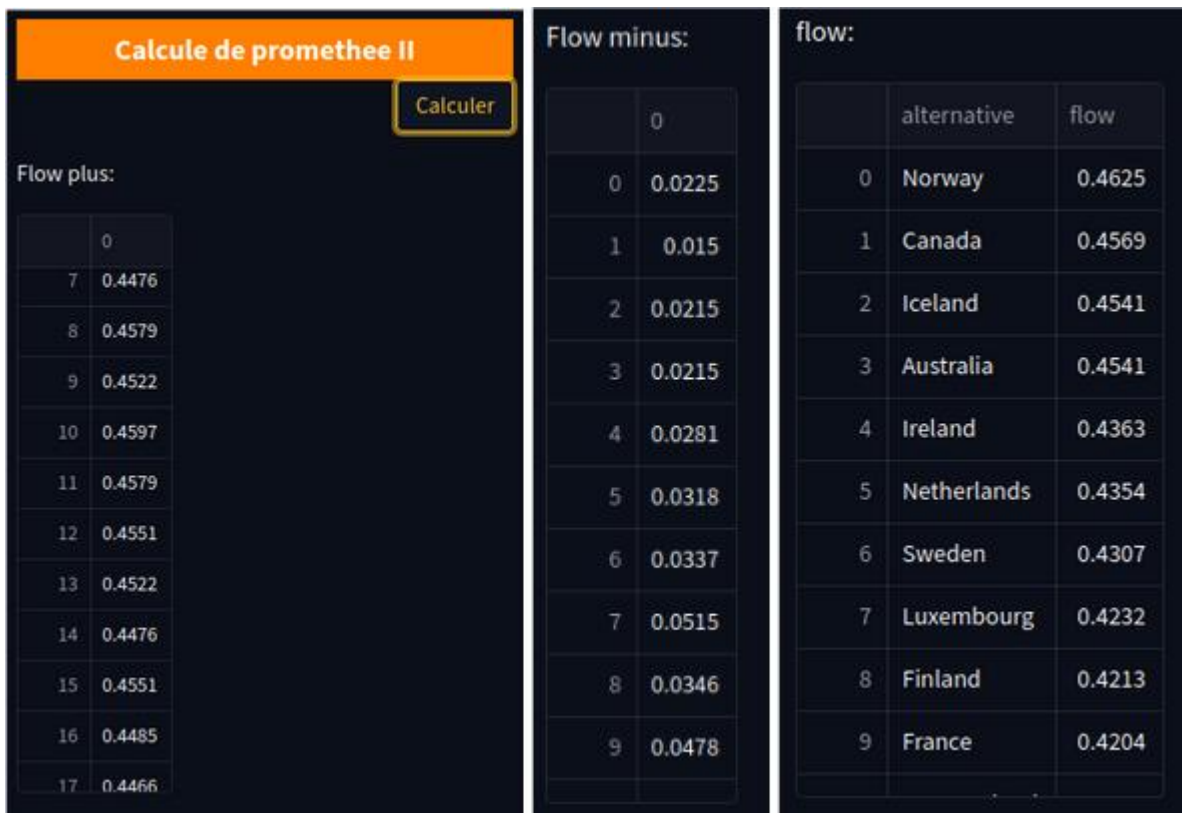 Calcule de promethee II
Calculer
Flow plus:
0
7 0.4476
8 0.4579
9 0.4522
10 0.4597
11 0.4579
12 0.4551
13 0.4522
14 0.4476
15 0.4551
16 0.4485
17 0.4466
Flow minus:
0
0 0.0225
1 0.015
2 0.0215
3 0.0215
4 0.0281
5 0.0318
6 0.0337
7 0.0515
8 0.0346
9 0.0478
flow:
alternative flow
0 Norway 0.4625
1 Canada 0.4569
2 Iceland 0.4541
3 Australia 0.4541
4 Ireland 0.4363
5 Netherlands 0.4354
6 Sweden 0.4307
7 Luxembourg 0.4232
8 Finland 0.4213
9 France 0.4204